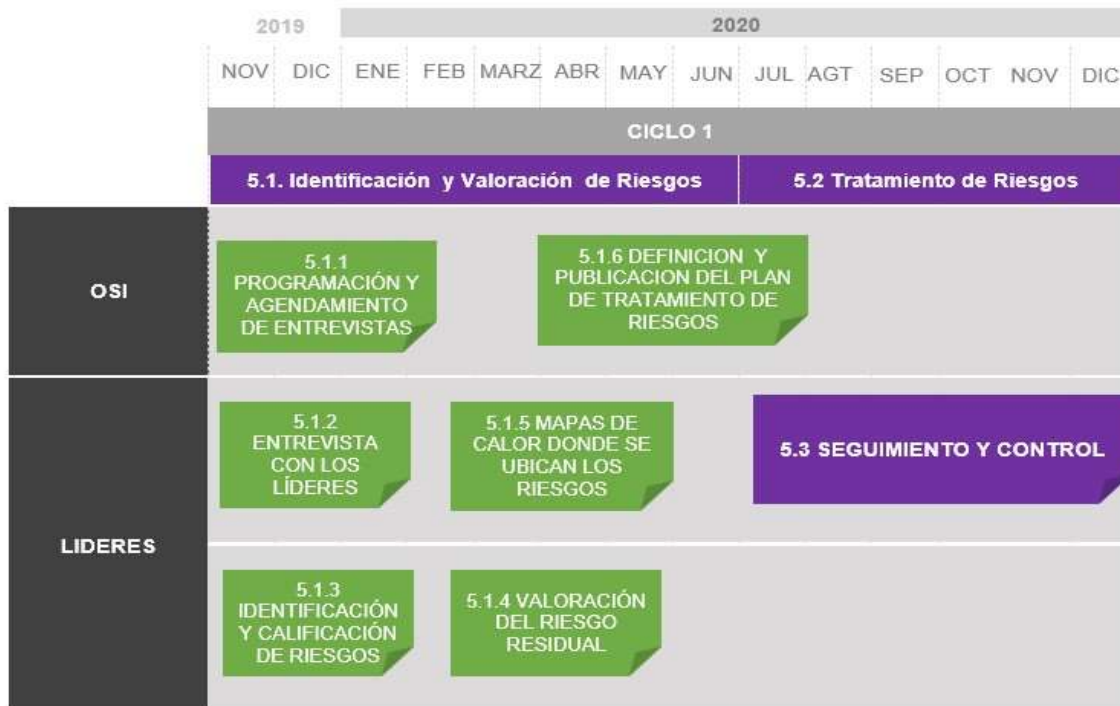 2019 2020
NOV DIC ENE FEB MARZ ABR MAY JUN JUL AGT SEP OCT NOV DIC
CICLO 1
5.1. Identificación y Valoración de Riesgos 5.2 Tratamiento de Riesgos
OSI
5.1.1
PROGRAMACIÓN Y
AGENDAMIENTO
DE ENTREVISTAS
5.1.6 DEFINICION Y
PUBLICACION DEL PLAN
DE TRATAMIENTO DE
RIESGOS
LIDERES
5.1.2
ENTREVISTA
CON LOS
LÍDERES
5.1.5 MAPAS DE
CALOR DONDE SE
UBICAN LOS
RIESGOS
5.3 SEGUIMIENTO Y CONTROL
5.1.3
IDENTIFICACIÓN
Y CALIFICACIÓN
DE RIESGOS
5.1.4 VALORACIÓN
DEL RIESGO
RESIDUAL